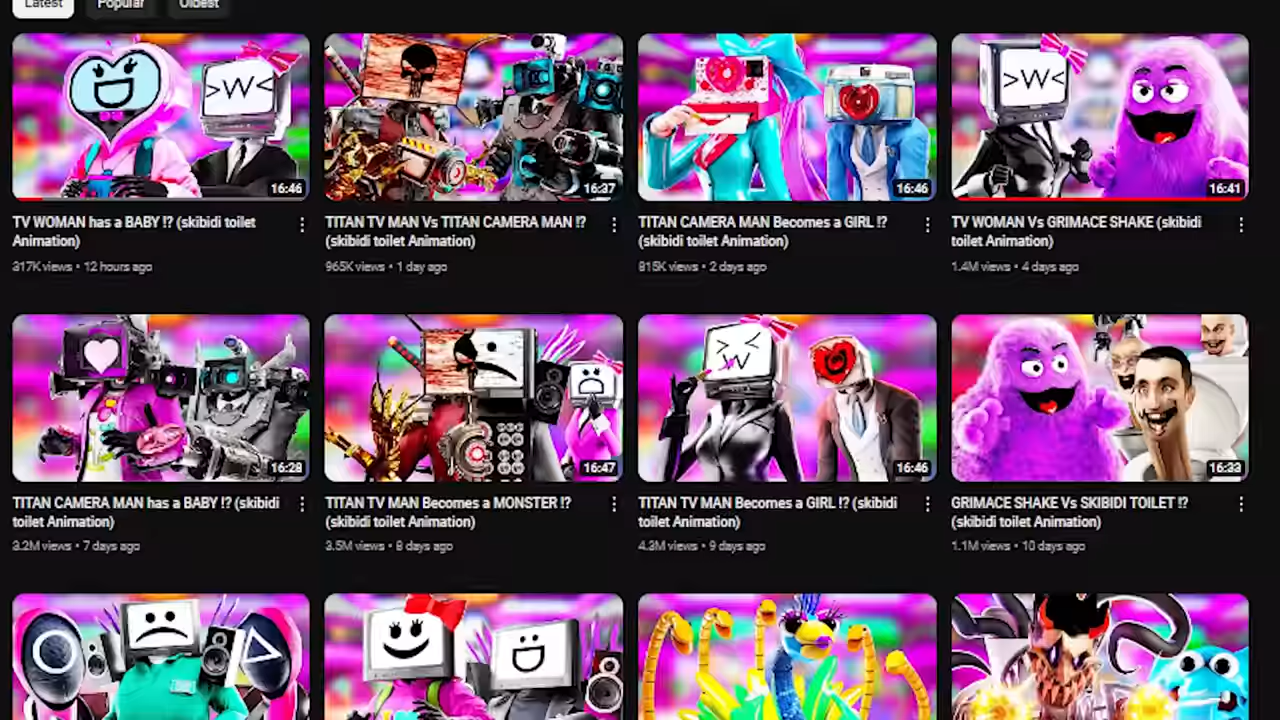 Latest Popular Oldest
>W<
>W<
16:46
16:37
16:46
16:41
TV WOMAN has a BABY !? (skibidi toilet
Animation)
317K views • 12 hours ago
TITAN TV MAN Vs TITAN CAMERA MAN !?
(skibidi toilet Animation)
965K views • 1 day ago
TITAN CAMERA MAN Becomes a GIRL !?
(skibidi toilet Animation)
815K views • 2 days ago
TV WOMAN Vs GRIMACE SHAKE (skibidi
toilet Animation)
1.4M views • 4 days ago
16:28
16:47
16:46
16:33
TITAN CAMERA MAN has a BABY !? (skibidi
toilet Animation)
3.2M views • 7 days ago
TITAN TV MAN Becomes a MONSTER !?
(skibidi toilet Animation)
3.5M views • 8 days ago
TITAN TV MAN Becomes a GIRL !? (skibidi
toilet Animation)
4.3M views • 9 days ago
GRIMACE SHAKE Vs SKIBIDI TOILET !?
(skibidi toilet Animation)
1.1M views • 10 days ago